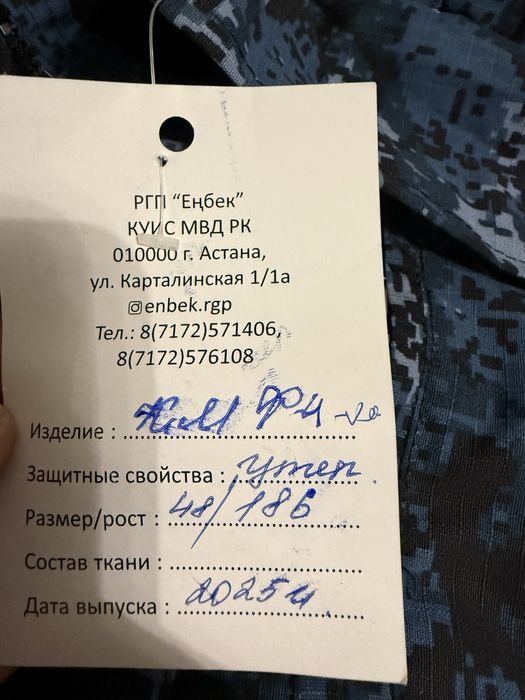 РГП “Еңбек”
КУИС МВД РК
010000 г. Астана,
ул. Карталинская 1/1а
enbek.rgp
Тел.: 8(7172)571406,
8(7172)576108
Изделие :
Защитные свойства : утеп.
Размер/рост : 48/186
Состав ткани :
Дата выпуска : 2025